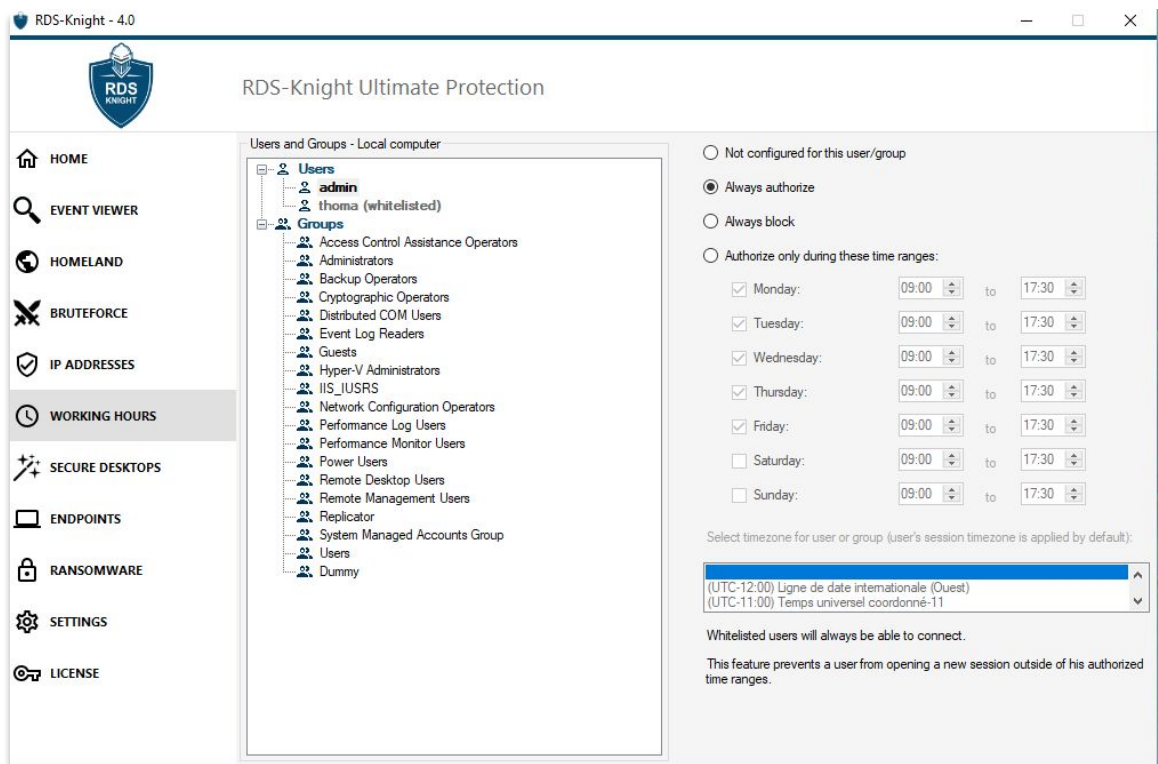 RDS-Knight - 4.0
RDS
KNIGHT
RDS-Knight Ultimate Protection
HOME
EVENT VIEWER
HOMELAND
BRUTEFORCE
IP ADDRESSES
WORKING HOURS
SECURE DESKTOPS
ENDPOINTS
RANSOMWARE
SETTINGS
LICENSE
Users and Groups - Local computer
Users
admin
thoma (whitelisted)
Groups
Access Control Assistance Operators
Administrators
Backup Operators
Cryptographic Operators
Distributed COM Users
Event Log Readers
Guests
Hyper-V Administrators
IIS_IUSRS
Network Configuration Operators
Performance Log Users
Performance Monitor Users
Power Users
Remote Desktop Users
Remote Management Users
Replicator
System Managed Accounts Group
Users
Dummy
Not configured for this user/group
Always authorize
Always block
Authorize only during these time ranges:
Monday: 09:00 to 17:30
Tuesday: 09:00 to 17:30
Wednesday: 09:00 to 17:30
Thursday: 09:00 to 17:30
Friday: 09:00 to 17:30
Saturday: 09:00 to 17:30
Sunday: 09:00 to 17:30
Select timezone for user or group (user's session timezone is applied by default):
(UTC-12:00) Ligne de date internationale (Ouest)
(UTC-11:00) Temps universel coordonné-11
Whitelisted users will always be able to connect.
This feature prevents a user from opening a new session outside of his authorized
time ranges.